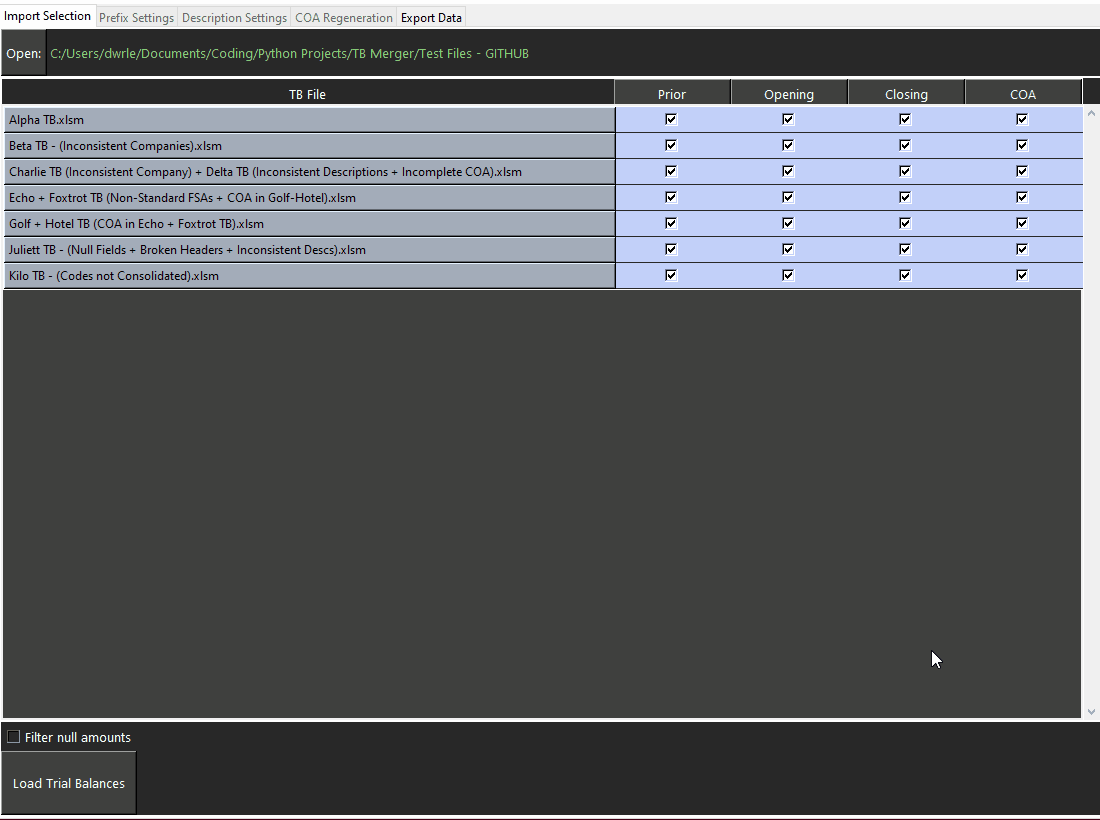 Import Selection Prefix Settings Description Settings COA Regeneration Export Data
Open: C:/Users/dwrle/Documents/Coding/Python Projects/TB Merger/Test Files - GITHUB
TB File Prior Opening Closing COA
Alpha TB.xlsm
Beta TB - (Inconsistent Companies).xlsm
Charlie TB (Inconsistent Company) + Delta TB (Inconsistent Descriptions + Incomplete COA).xlsm
Echo + Foxtrot TB (Non-Standard FSAs + COA in Golf-Hotel).xlsm
Golf + Hotel TB (COA in Echo + Foxtrot TB).xlsm
Juliett TB - (Null Fields + Broken Headers + Inconsistent Descs).xlsm
Kilo TB - (Codes not Consolidated).xlsm
Filter null amounts
Load Trial Balances